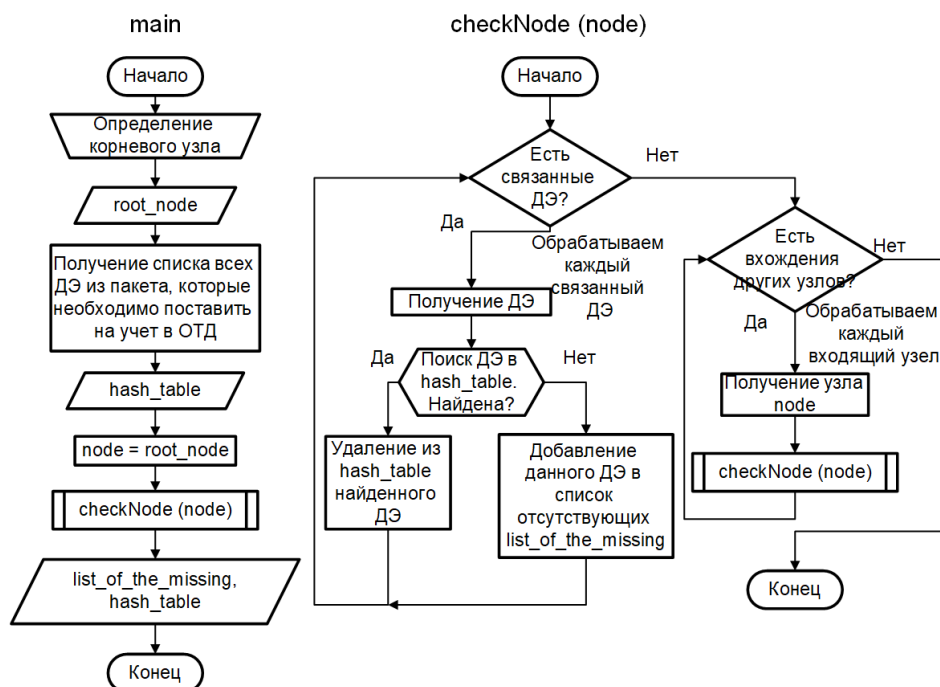 main
Начало
Определение
корневого узла
root_node
Получение списка всех
ДЭ из пакета, которые
необходимо поставить
на учет в ОТД
hash_table
node = root_node
checkNode (node)
list_of_the_missing,
hash_table
Конец
checkNode (node)
Начало
Есть
связанные
ДЭ?
Нет
Да
Обрабатываем
каждый
связанный
ДЭ
Получение ДЭ
Поиск ДЭ в
hash_table.
Найдена?
Да
Нет
Удаление из
hash_table
найденного
ДЭ
Добавление
данного ДЭ в
список
отсутствующих
list_of_the_missing
Есть
вхождения
других узлов?
Нет
Да
Обрабатываем
каждый
входящий узел
Получение узла
node
checkNode (node)
Конец